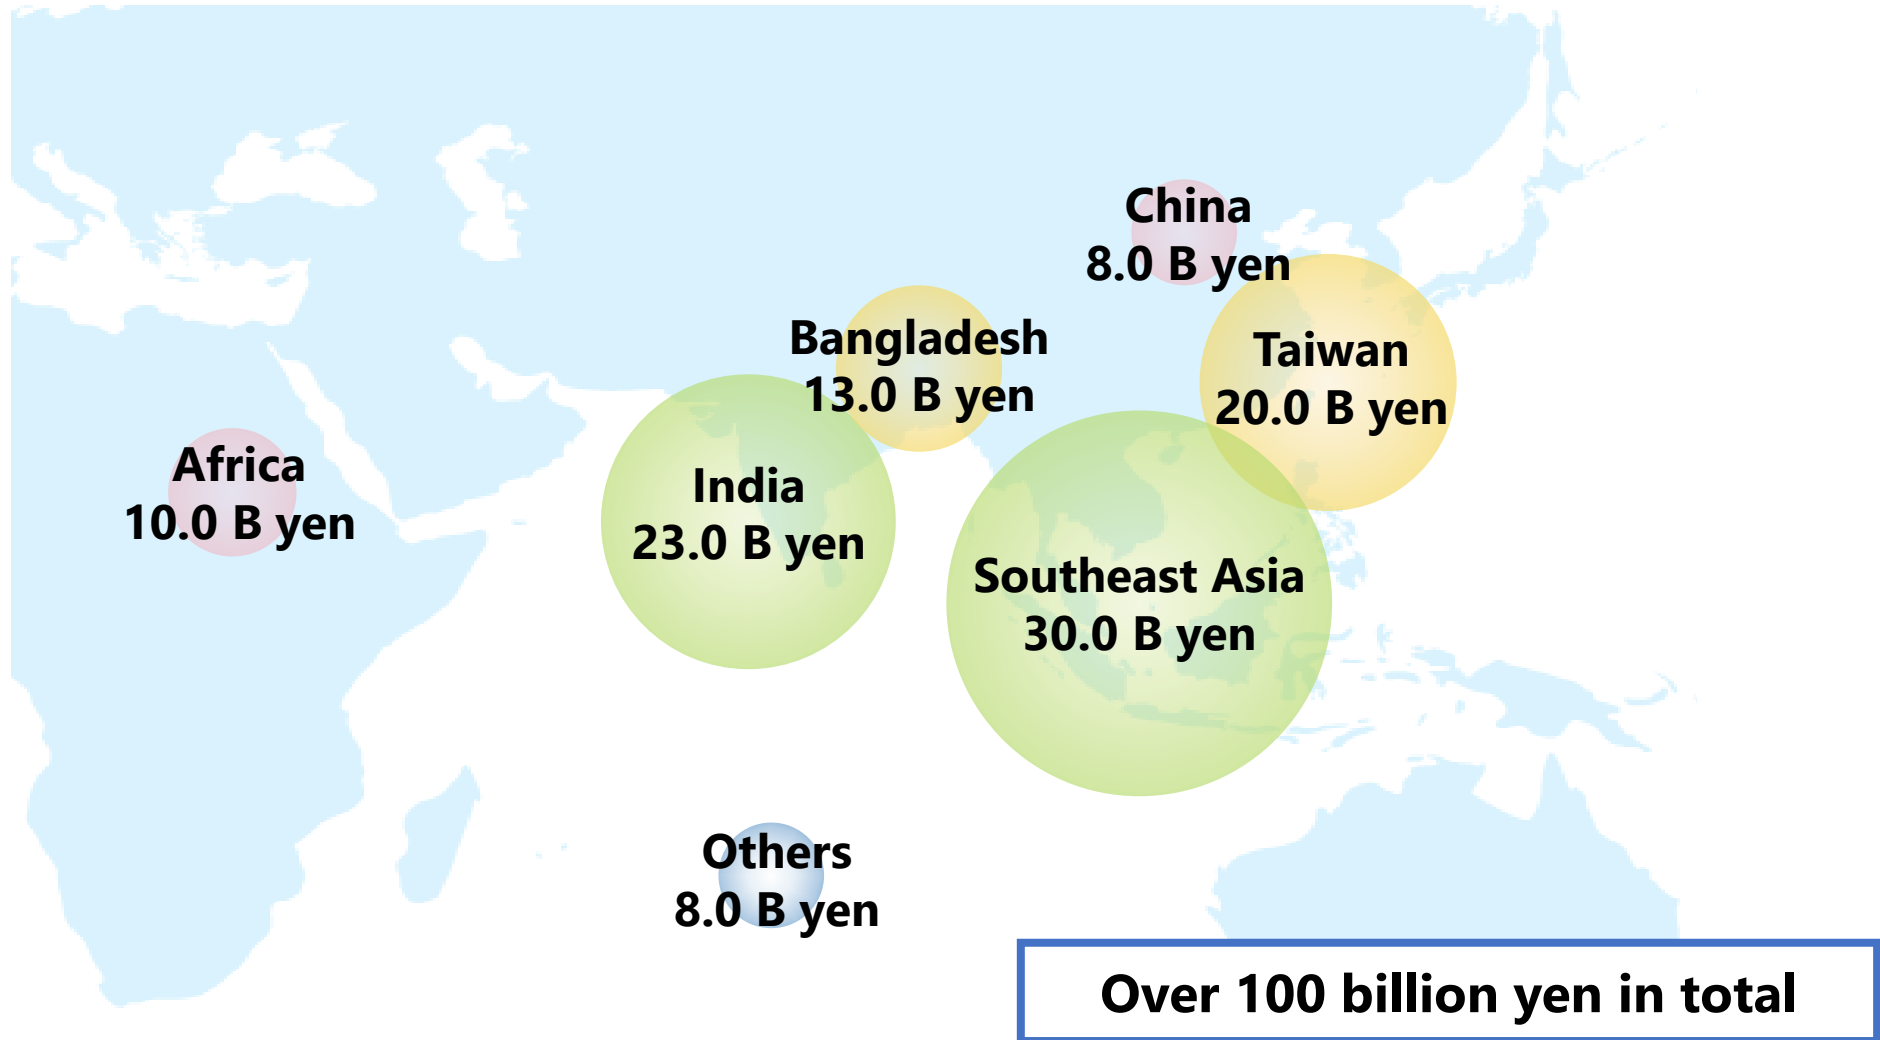 China
8.0 B yen
Bangladesh
13.0 B yen
Taiwan
20.0 B yen
Africa
10.0 B yen
India
23.0 B yen
Southeast Asia
30.0 B yen
Others
8.0 B yen
Over 100 billion yen in total